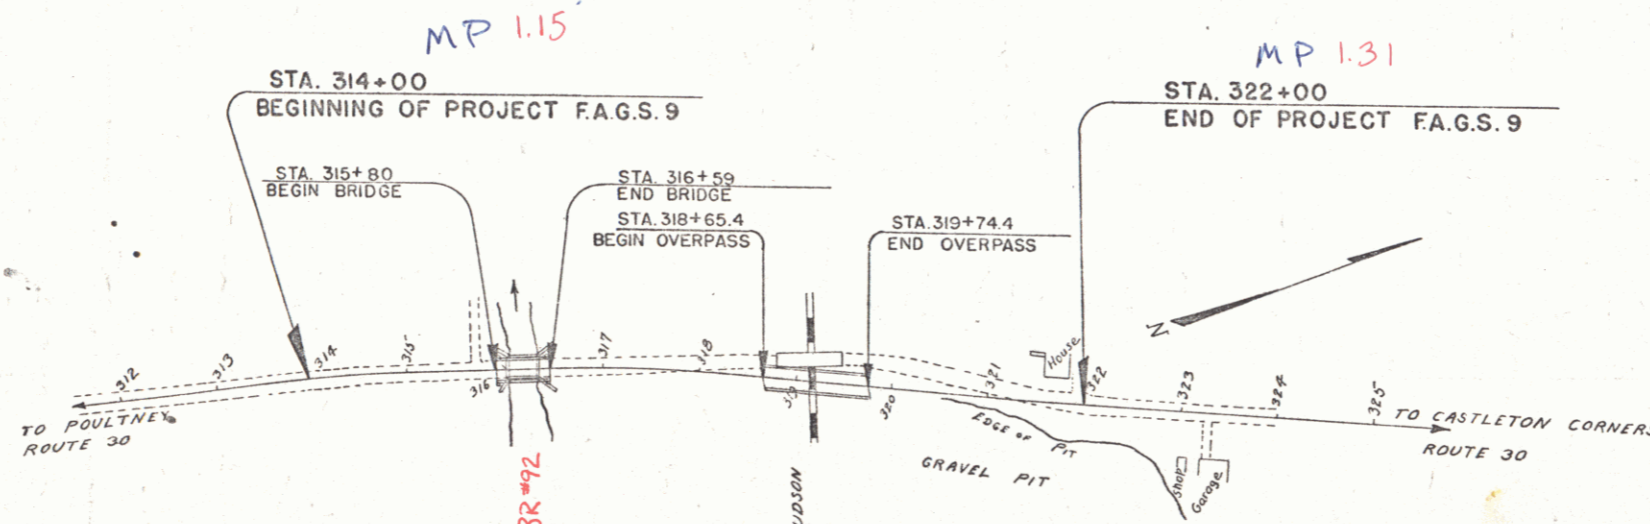 MP 1.15
MP 1.31
STA. 314+00
BEGINNING OF PROJECT F.A.G.S. 9
STA. 322+00
END OF PROJECT F.A.G.S. 9
STA. 315+80
BEGIN BRIDGE
STA. 316+59
END BRIDGE
STA. 318+65.4
BEGIN OVERPASS
STA. 319+74.4
END OVERPASS
N
312
313
314
315
316
317
318
319
320
321
House
322
323
324
325
TO POULTNEY
ROUTE 30
TO CASTLETON CORNERS
ROUTE 30
EDGE OF PIT
GRAVEL PIT
Shop
Garage
BR #92
UDSON